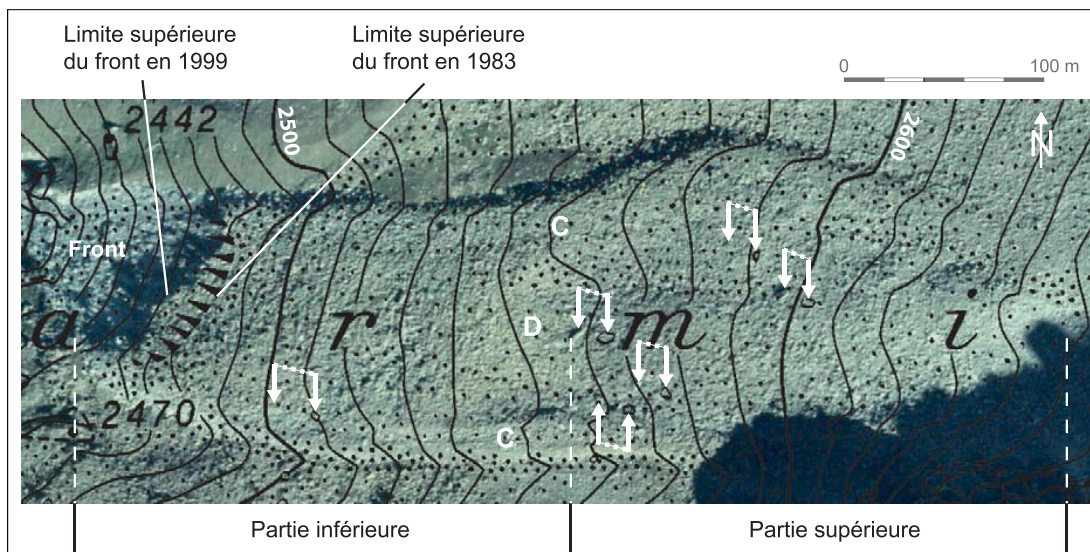 Limite supérieure
du front en 1999
Limite supérieure
du front en 1983
0 100 m
2442
2500
2600
N
Front
C
a r D m i
2470
C
Partie inférieure
Partie supérieure